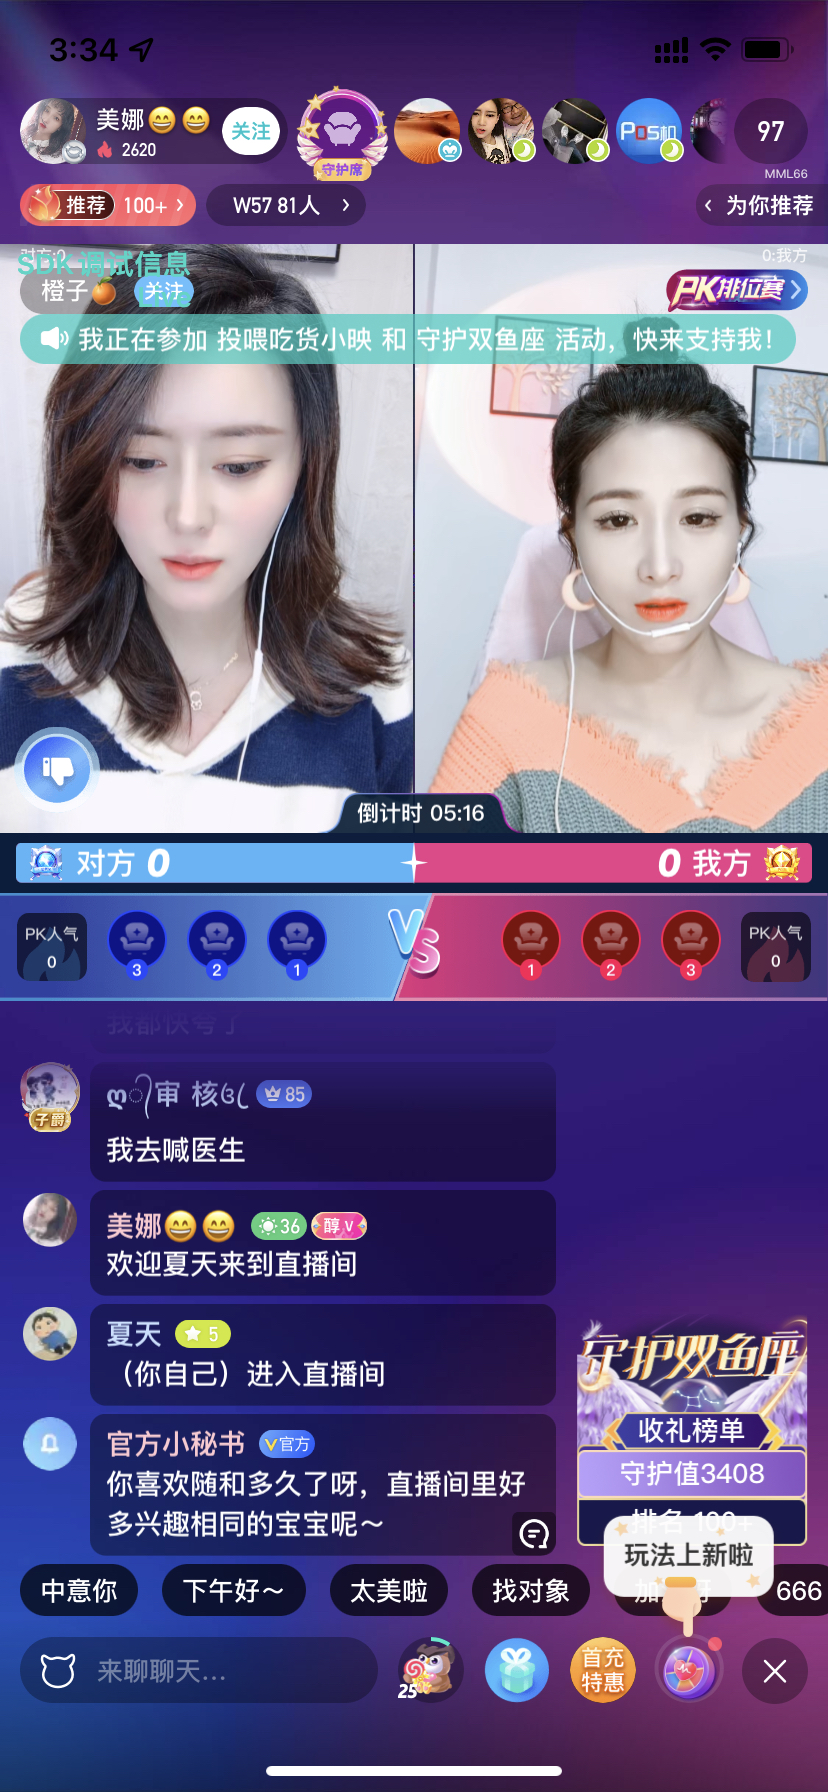 3:34
美娜😄😄
2620
关注
守护席
POS机
97
MML66
推荐 100+ >
W57 81人 >
< 为你推荐
SDK 调试信息
0:我方
橙子🍊 关注
PK排位赛
我正在参加 投喂吃货小映 和 守护双鱼座 活动，快来支持我！
倒计时 05:16
对方 0
0 我方
PK人气
0
3
2
1
VS
1
2
3
PK人气
0
我都快夸了
审 核 85
子爵
我去喊医生
美娜😄😄 36 醇V
欢迎夏天来到直播间
夏天 5
（你自己）进入直播间
官方小秘书 官方
你喜欢随和多久了呀，直播间里好
多兴趣相同的宝宝呢～
守护双鱼座
收礼榜单
守护值3408
排名 100+
玩法上新啦
中意你
下午好～
太美啦
找对象
666
来聊聊天...
25
首充
特惠